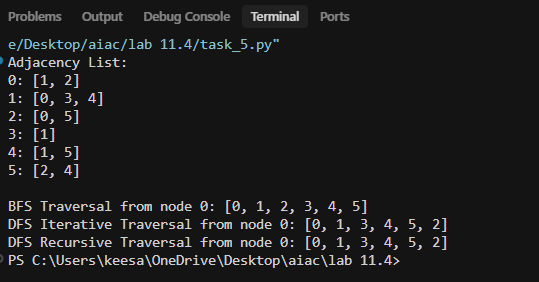 Problems Output Debug Console Terminal Ports
e/Desktop/aiac/lab 11.4/task_5.py"
Adjacency List:
0: [1, 2]
1: [0, 3, 4]
2: [0, 5]
3: [1]
4: [1, 5]
5: [2, 4]
BFS Traversal from node 0: [0, 1, 2, 3, 4, 5]
DFS Iterative Traversal from node 0: [0, 1, 3, 4, 5, 2]
DFS Recursive Traversal from node 0: [0, 1, 3, 4, 5, 2]
PS C:\Users\keesa\OneDrive\Desktop\aiac\lab 11.4>